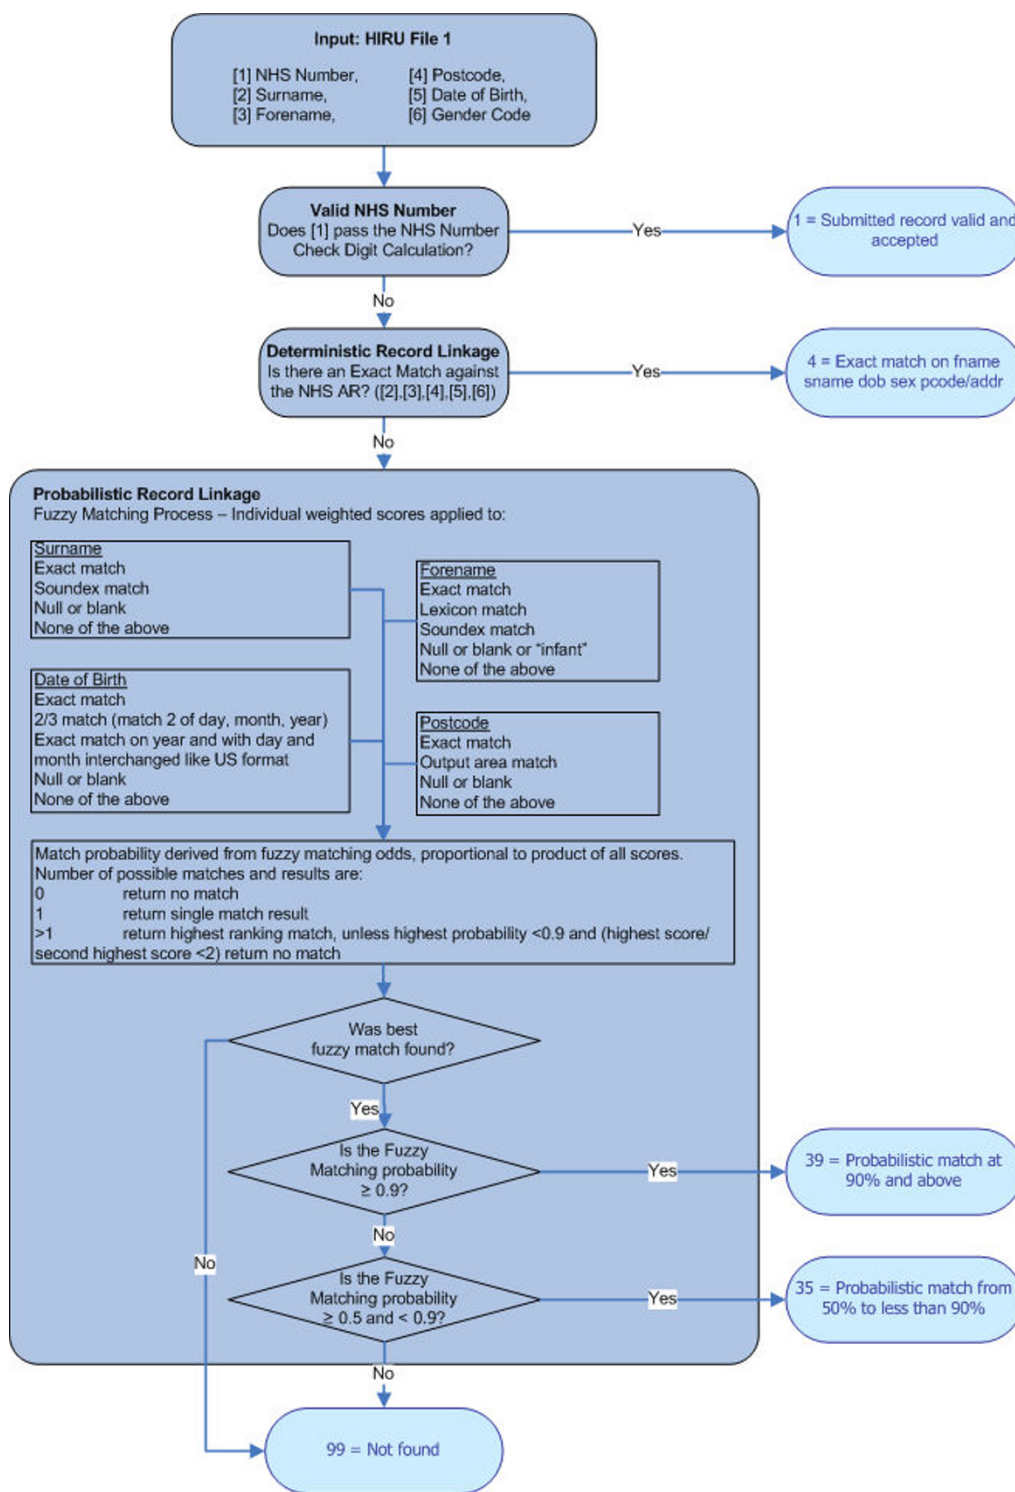 Input: HIRU File 1
[1] NHS Number,
[2] Surname,
[3] Forename,
[4] Postcode,
[5] Date of Birth,
[6] Gender Code
Valid NHS Number
Does [1] pass the NHS Number
Check Digit Calculation?
Yes
1 = Submitted record valid and
accepted
No
Deterministic Record Linkage
Is there an Exact Match against
the NHS AR? ([2],[3],[4],[5],[6])
Yes
4 = Exact match on fname
sname dob sex pcode/addr
No
Probabilistic Record Linkage
Fuzzy Matching Process – Individual weighted scores applied to:
Surname
Exact match
Soundex match
Null or blank
None of the above
Forename
Exact match
Lexicon match
Soundex match
Null or blank or “infant”
None of the above
Date of Birth
Exact match
2/3 match (match 2 of day, month, year)
Exact match on year and with day and
month interchanged like US format
Null or blank
None of the above
Postcode
Exact match
Output area match
Null or blank
None of the above
Match probability derived from fuzzy matching odds, proportional to product of all scores.
Number of possible matches and results are:
0 return no match
1 return single match result
>1 return highest ranking match, unless highest probability <0.9 and (highest score/
second highest score <2) return no match
Was best
fuzzy match found?
Yes
Is the Fuzzy
Matching probability
≥ 0.9?
Yes
39 = Probabilistic match at
90% and above
No
No
Is the Fuzzy
Matching probability
≥ 0.5 and < 0.9?
Yes
35 = Probabilistic match from
50% to less than 90%
No
99 = Not found